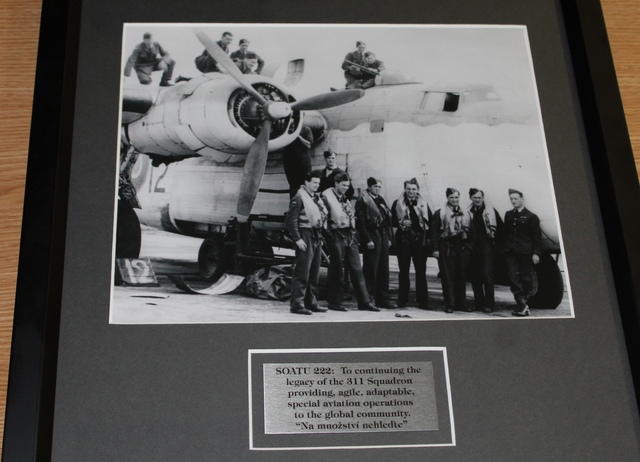 SOATU 222: To continuing the
legacy of the 311 Squadron
providing, agile, adaptable,
special aviation operations
to the global community.
"Na množství nehleďte"